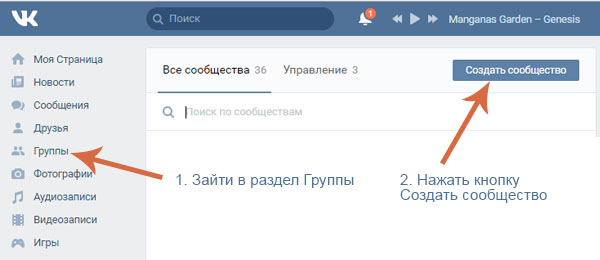 Поиск
1
Manganas Garden – Genesis
Моя Страница
Новости
Сообщения
Друзья
Группы
Фотографии
Аудиозаписи
Видеозаписи
Игры
Все сообщества 36
Управление 3
Создать сообщество
Поиск по сообществам
1. Зайти в раздел Группы
2. Нажать кнопку
Создать сообщество